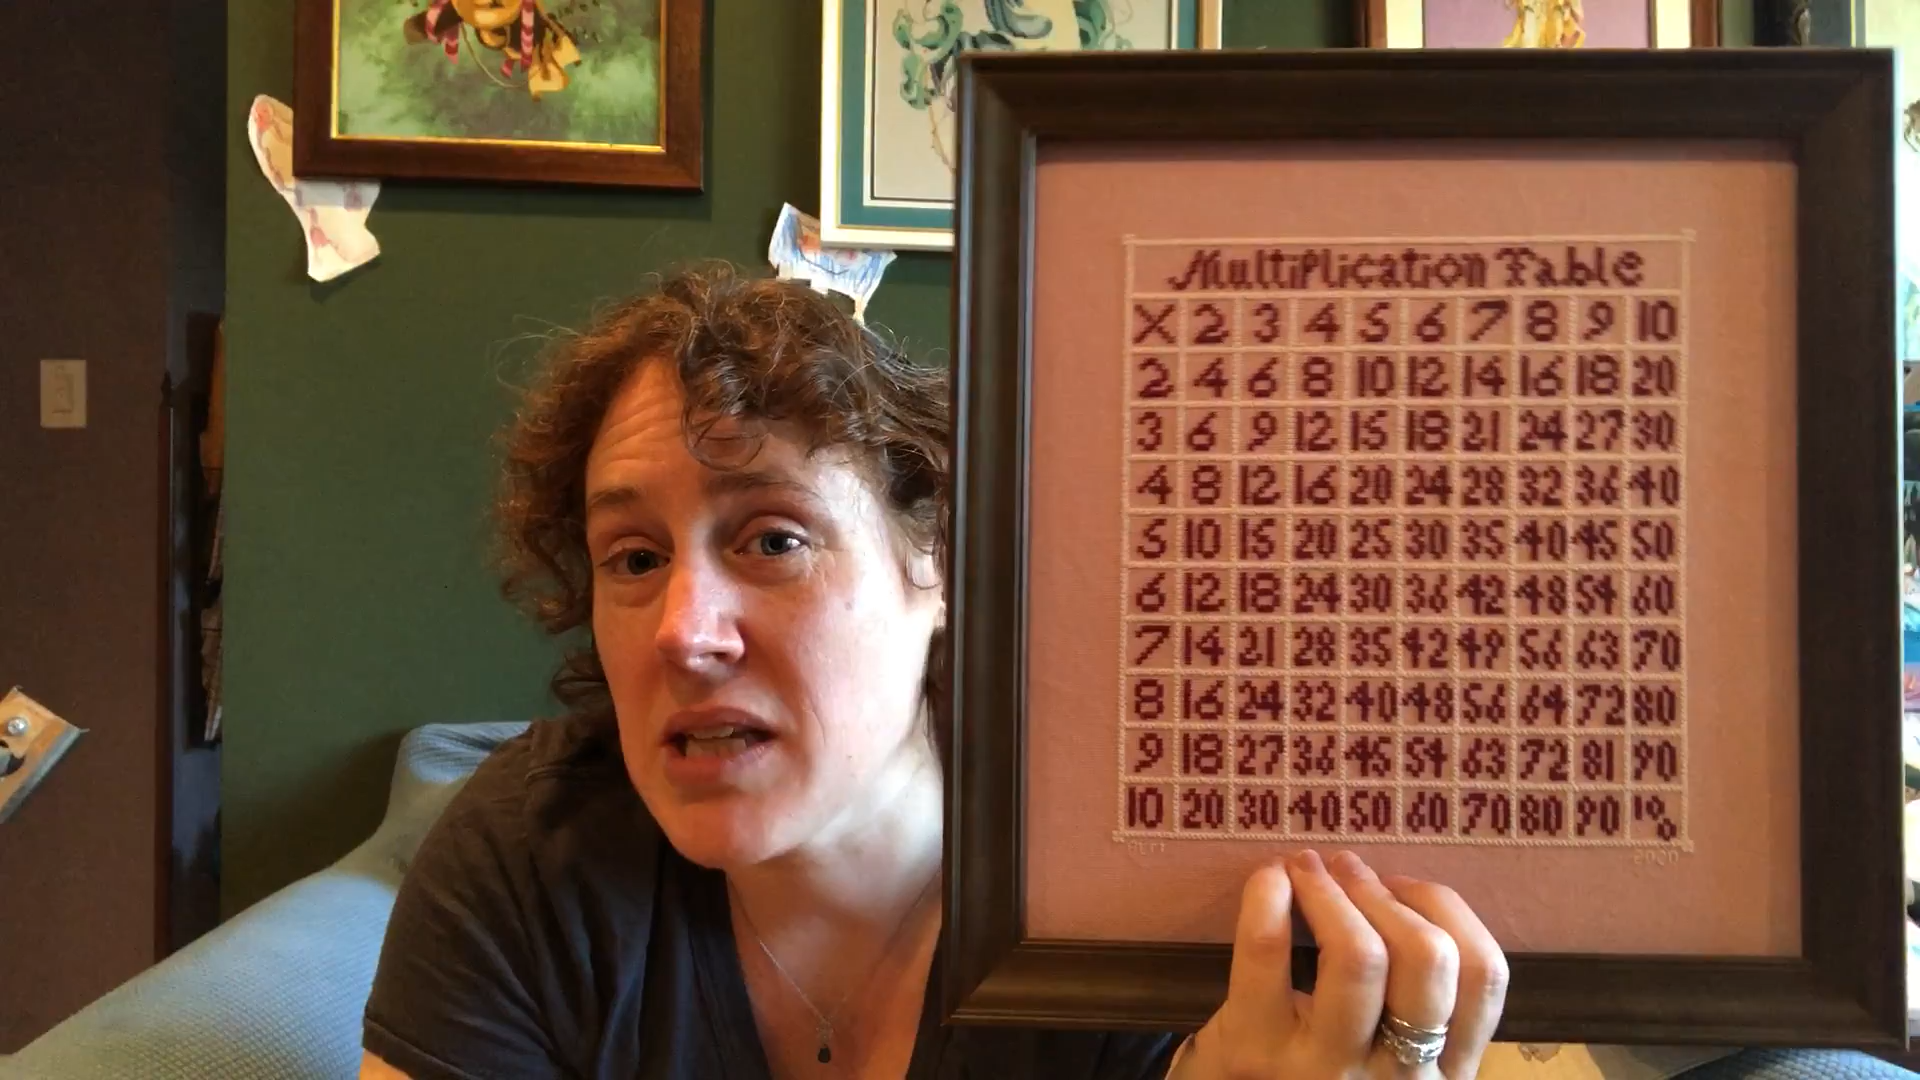 Multiplication Table
X 2 3 4 5 6 7 8 9 10
2 4 6 8 10 12 14 16 18 20
3 6 9 12 15 18 21 24 27 30
4 8 12 16 20 24 28 32 36 40
5 10 15 20 25 30 35 40 45 50
6 12 18 24 30 36 42 48 54 60
7 14 21 28 35 42 49 56 63 70
8 16 24 32 40 48 56 64 72 80
9 18 27 36 45 54 63 72 81 90
10 20 30 40 50 60 70 80 90 100
2020